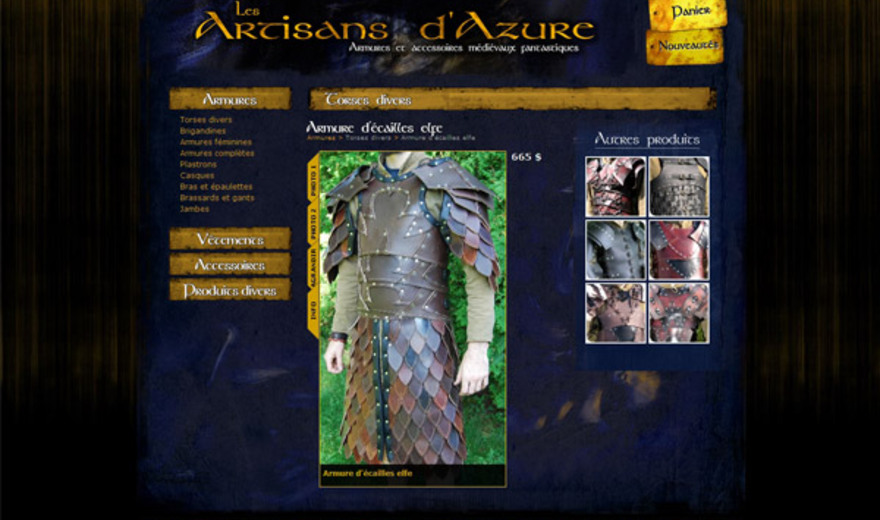 Les
Artisans d'Azure
Armures et accessoires médiévaux fantastiques
Panier
Nouveautés
Armures
Torses divers
Brigandines
Armures féminines
Armures complètes
Plastrons
Casques
Bras et épaulettes
Brassards et gants
Jambes
Vêtements
Accessoires
Produits divers
Torses divers
Armure d'écailles elfe
Armures > Torses divers > Armure d'écailles elfe
PHOTO 1
PHOTO 2
AGRANDIR
INFO
665 $
Armure d'écailles elfe
Autres produits